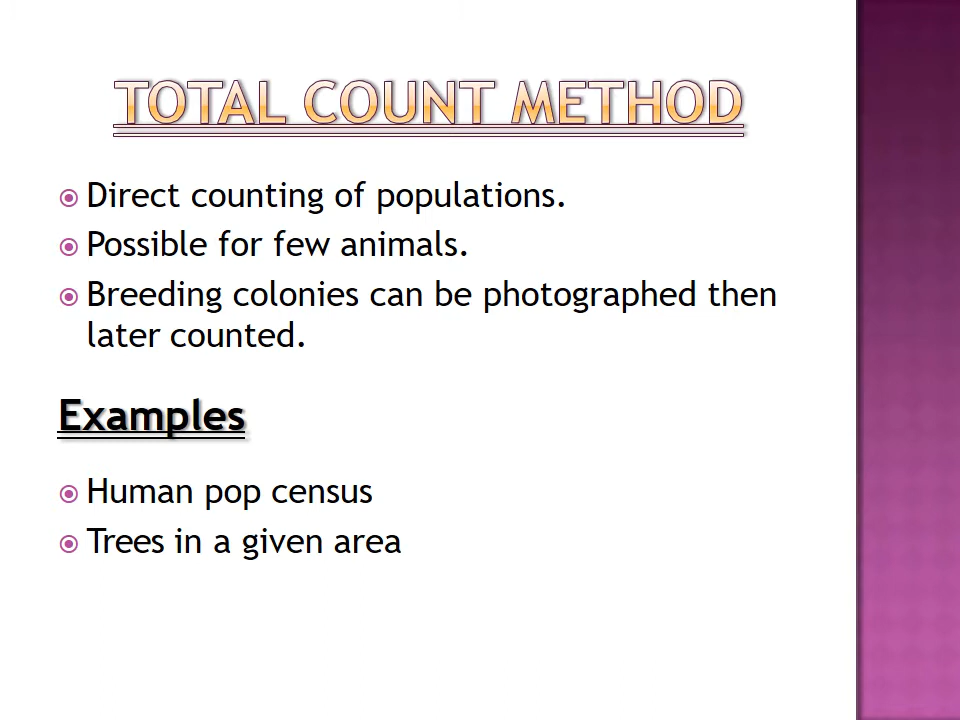 TOTAL COUNT METHOD
Direct counting of populations.
Possible for few animals.
Breeding colonies can be photographed then
later counted.
Examples
Human pop census
Trees in a given area